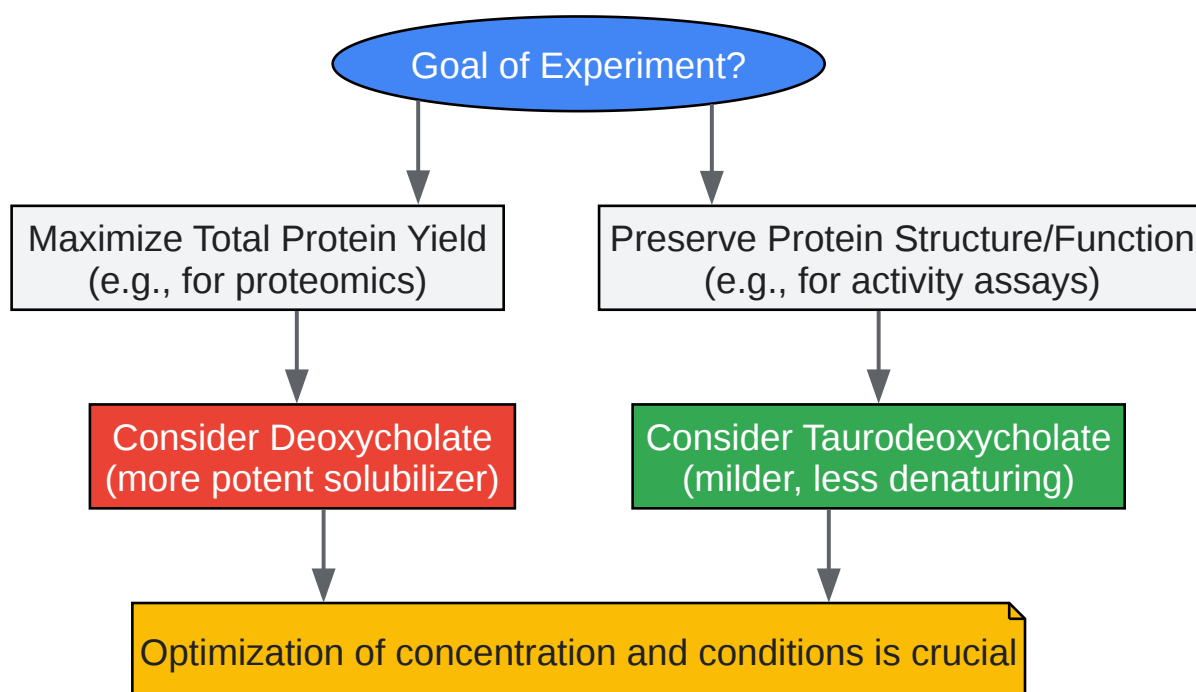 Goal of Experiment?
Maximize Total Protein Yield
(e.g., for proteomics)
Preserve Protein Structure/Function
(e.g., for activity assays)
Consider Deoxycholate
(more potent solubilizer)
Consider Taurodeoxycholate
(milder, less denaturing)
Optimization of concentration and conditions is crucial